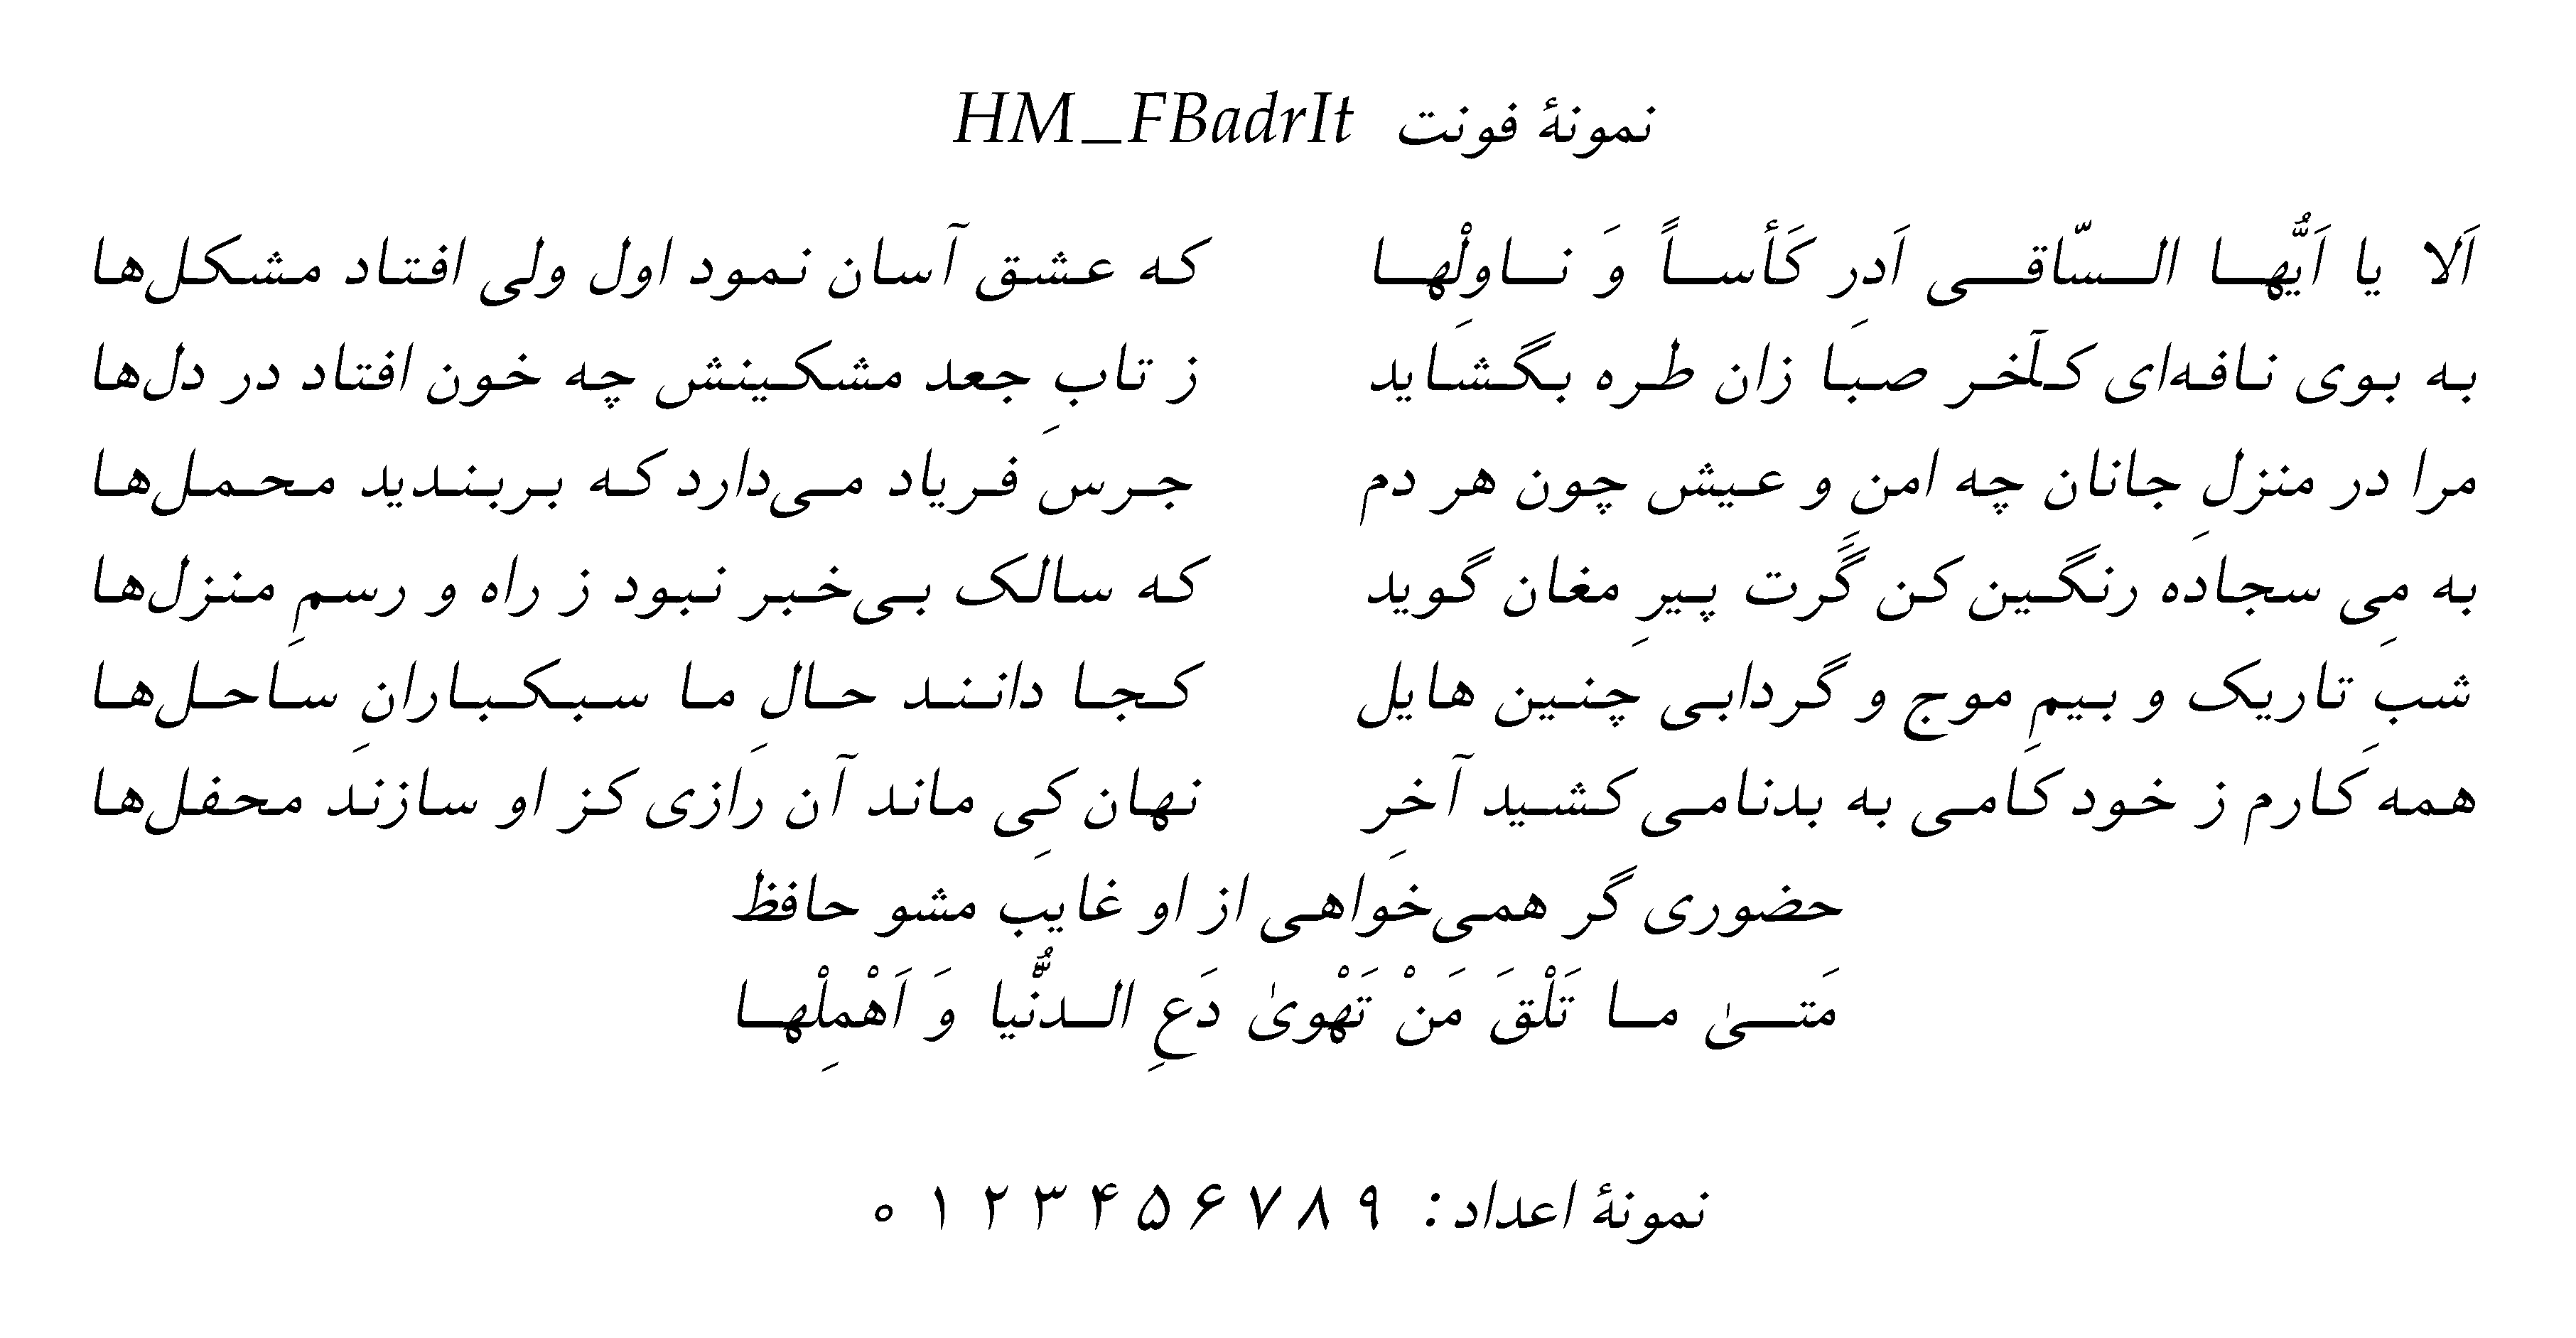 نمونهٔ فونت HM_FBadrIt
اَلا یا اَیُّها السّاقی اَدِر کَأساً وَ ناوِلْها که عشق آسان نمود اول ولی افتاد مشکل‌ها
به بوی نافه‌ای کآخر صبا زان طره بگشاید ز تابِ جعد مشکینش چه خون افتاد در دل‌ها
مرا در منزلِ جانان چه امن و عیش چون هر دم جرس فریاد می‌دارد که بربندید محمل‌ها
به مِی سجاده رنگین کن گَرت پیرِ مغان گوید که سالک بی‌خبر نبود ز راه و رسمِ منزل‌ها
شبِ تاریک و بیمِ موج و گردابی چنین هایل کجا دانند حالِ ما سبکبارانِ ساحل‌ها
همه کارم ز خود کامی به بدنامی کشید آخِر نهان کِی ماند آن رازی کز او سازند محفل‌ها
حضوری گر همی‌خواهی از او غایب مشو حافظ
مَتیٰ ما تَلْقَ مَنْ تَهْویٰ دَعِ الدُّنْیا وَ اَهْمِلْها
نمونهٔ اعداد: ۹ ۸ ۷ ۶ ۵ ۴ ۳ ۲ ۱ ۰